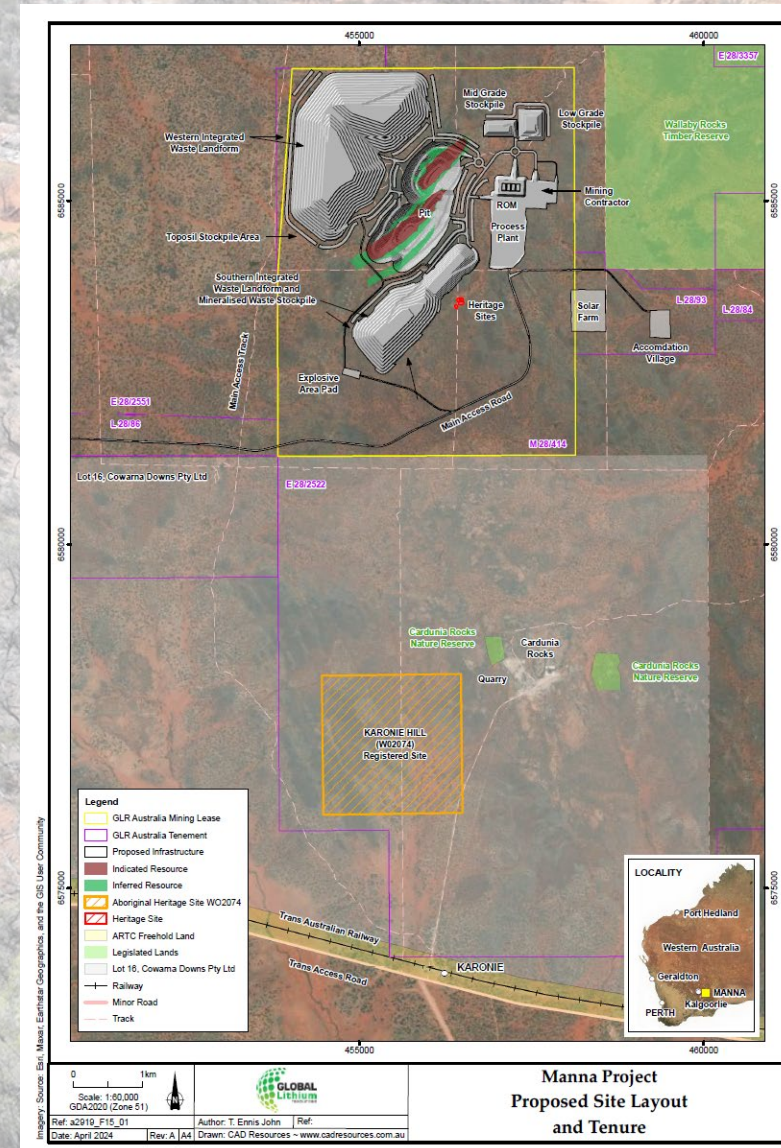 455000
460000
E 28/3357
Mid Grade
Stockpile
Low Grade
Stockpile
Western Integrated
Waste Landform
Wallaby Rocks
Timber Reserve
6585000
6585000
Mining
Contractor
ROM
Pit
Process
Plant
Toposil Stockpile Area
Southern Integrated
Waste Landform and
Mineralised Waste Stockpile
Heritage
Sites
Solar
Farm
L 28/93
L 28/84
Accomdation
Village
Main Access Track
Explosive
Area Pad
Main Access Road
E 28/2551
L 28/86
M 28/414
Lot 16, Cowarna Downs Pty Ltd
E 28/2522
6580000
6580000
Cardunia Rocks
Nature Reserve
Cardunia
Rocks
Quarry
Cardunia Rocks
Nature Reserve
KARONIE HILL
(W02074)
Registered Site
Legend
GLR Australia Mining Lease
GLR Australia Tenement
Proposed Infrastructure
Indicated Resource
Inferred Resource
Aboriginal Heritage Site WO2074
Heritage Site
ARTC Freehold Land
Legislated Lands
Lot 16, Cowarna Downs Pty Ltd
Railway
Minor Road
Track
6575000
6575000
Trans Australian Railway
Trans Access Road
KARONIE
LOCALITY
Port Hedland
Western Australia
Geraldton
MANNA
Kalgoorlie
PERTH
455000
460000
Imagery: Source: Esri, Maxar, Earthstar Geographics, and the GIS User Community
0 1km
Scale: 1:60,000
GDA2020 (Zone 51)
N
Ref: a2919_F15_01
Date: April 2024
Rev: A
A4
GLOBAL
Lithium
Author: T. Ennis John
Ref:
Drawn: CAD Resources ~ www.cadresources.com.au
Manna Project
Proposed Site Layout
and Tenure